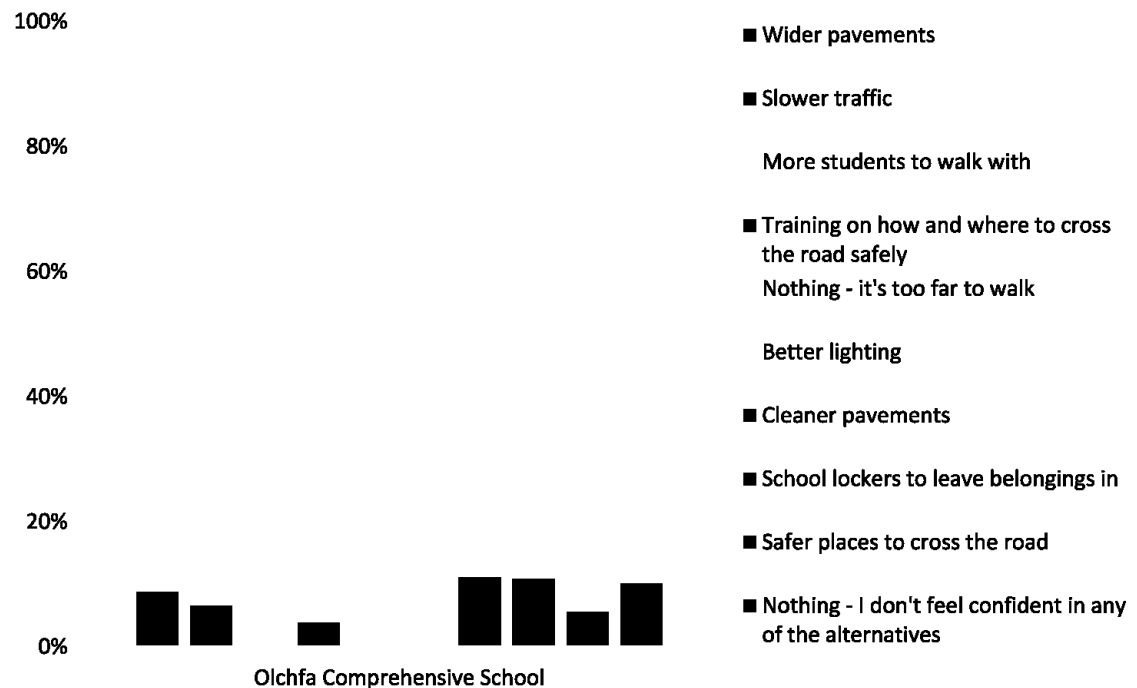 100%
80%
60%
40%
20%
0%
Olchfa Comprehensive School
Wider pavements
Slower traffic
More students to walk with
Training on how and where to cross
the road safely
Nothing - it's too far to walk
Better lighting
Cleaner pavements
School lockers to leave belongings in
Safer places to cross the road
Nothing - I don't feel confident in any
of the alternatives